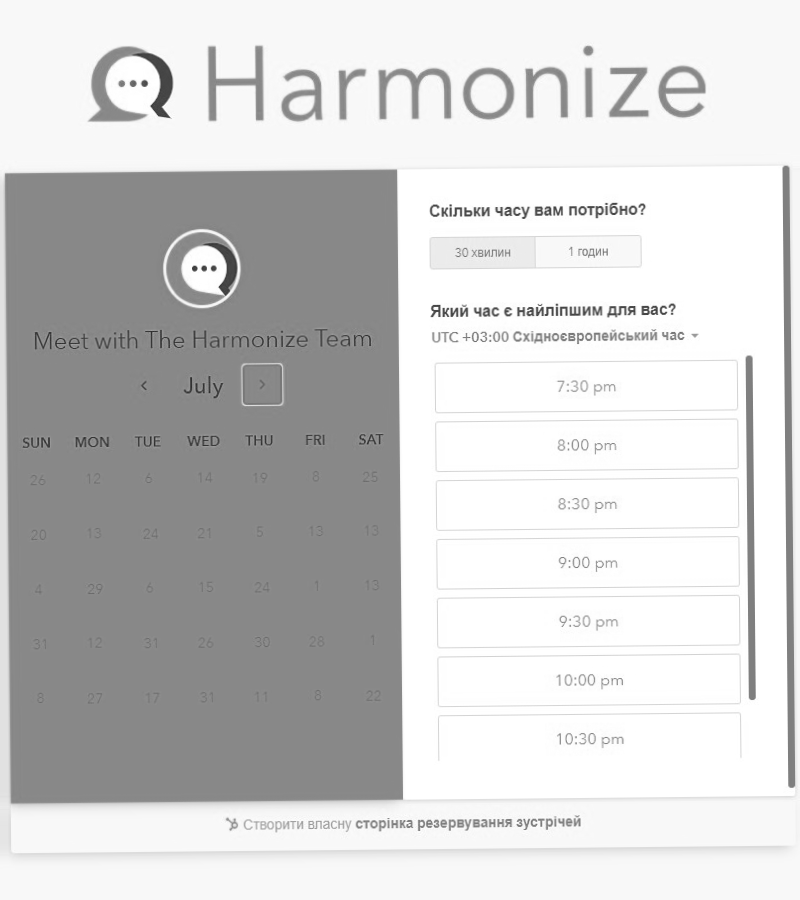 Harmonize
Meet with The Harmonize Team
July
SUN MON TUE WED THU FRI SAT
26 12 6 14 19 8 25
20 13 24 21 5 13 13
4 29 6 15 24 1 13
31 12 31 26 30 28 1
8 27 17 31 11 8 22
Скільки часу вам потрібно?
30 хвилин 1 годин
Який час є найліпшим для вас?
UTC +03:00 Східноєвропейський час
7:30 pm
8:00 pm
8:30 pm
9:00 pm
9:30 pm
10:00 pm
10:30 pm
Створити власну сторінка резервування зустрічей